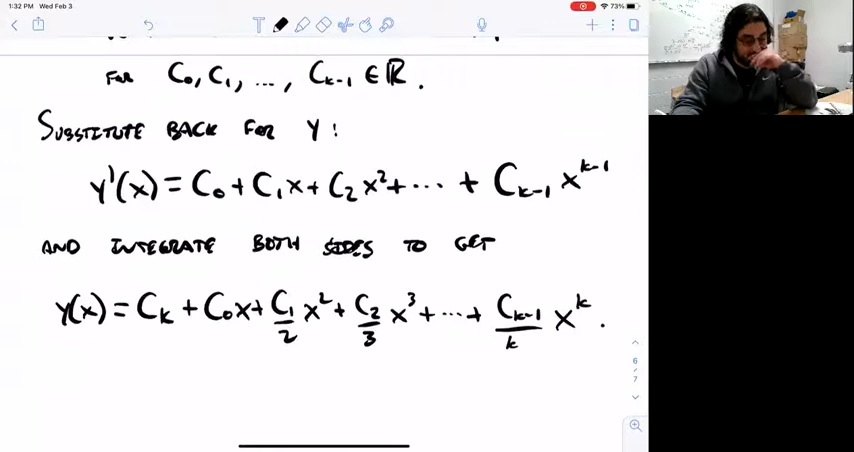 1:32 PM Wed Feb 3
73%
FOR C₀, C₁, ..., Cₖ₋₁ ∈ ℝ.
SUBSTITUTE BACK FOR Y:
y'(x) = C₀ + C₁x + C₂x² + ... + Cₖ₋₁xᵏ⁻¹
AND INTEGRATE BOTH SIDES TO GET
y(x) = Cₖ + C₀x + C₁/2 x² + C₂/3 x³ + ... + Cₖ₋₁/k xᵏ.
6
/
7